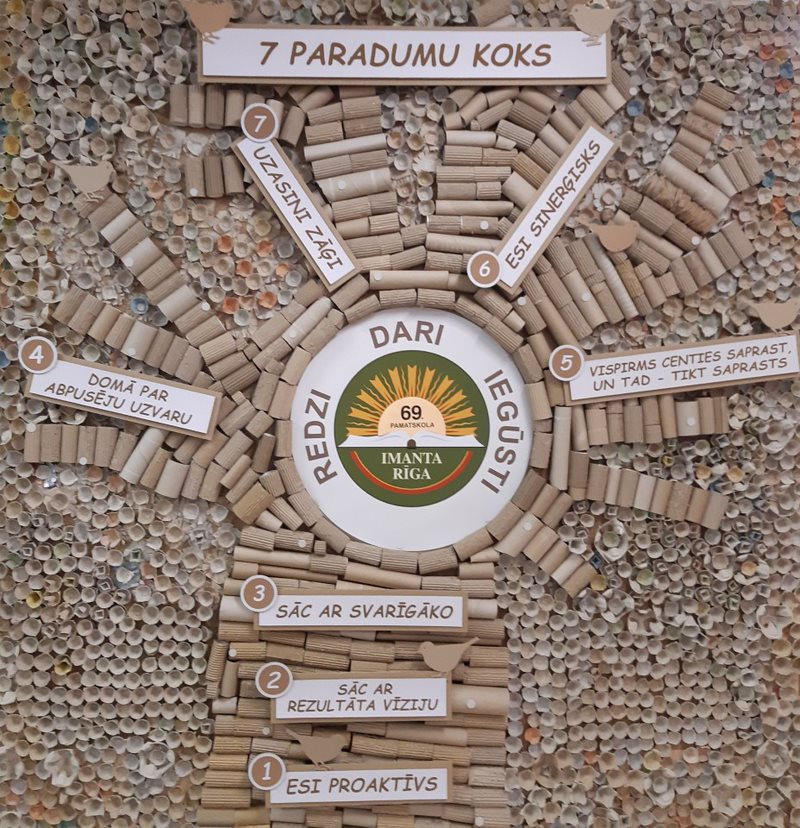 7 PARADUMU KOKS
7
UZASINI ZĀĢI
6
ESI SINERĢISKS
4
DOMĀ PAR
ABPUSĒJU UZVARU
5
VISPIRMS CENTIES SAPRAST,
UN TAD - TIKT SAPRASTS
REDZI
DARI
IEGŪSTI
69.
PAMATSKOLA
IMANTA
RĪGA
3
SĀC AR SVARĪGĀKO
2
SĀC AR
REZULTĀTA VĪZIJU
1
ESI PROAKTĪVS